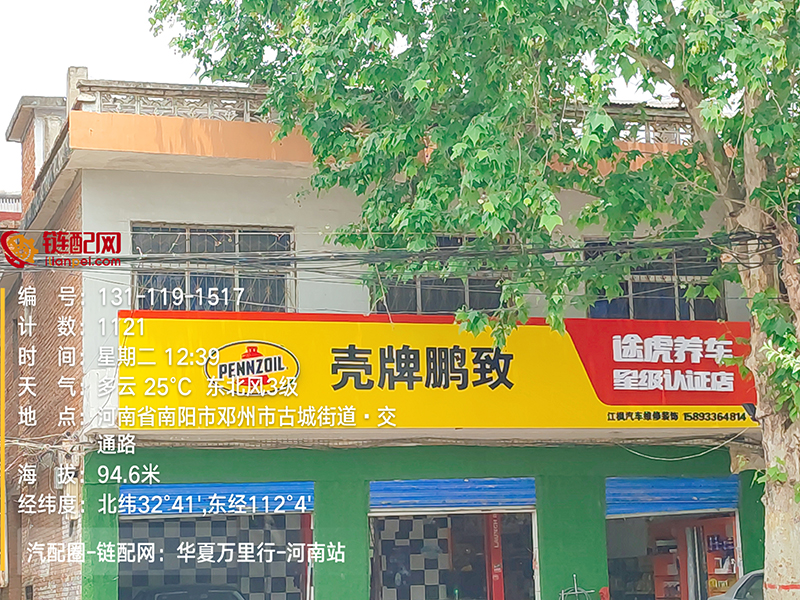 链配网
Lianpei.com
编 号：131-119-1517
计 数：1121
时 间：星期二 12:39
天 气：多云 25°C 东北风3级
地 点：河南省南阳市邓州市古城街道·交
通路
海 拔：94.6米
经纬度：北纬32°41',东经112°4'
汽配圈-链配网：华夏万里行-河南站
PENNZOIL
壳牌鹏致
途虎养车
星级认证店
江枫汽车维修装饰 15893364814
LAUNCH